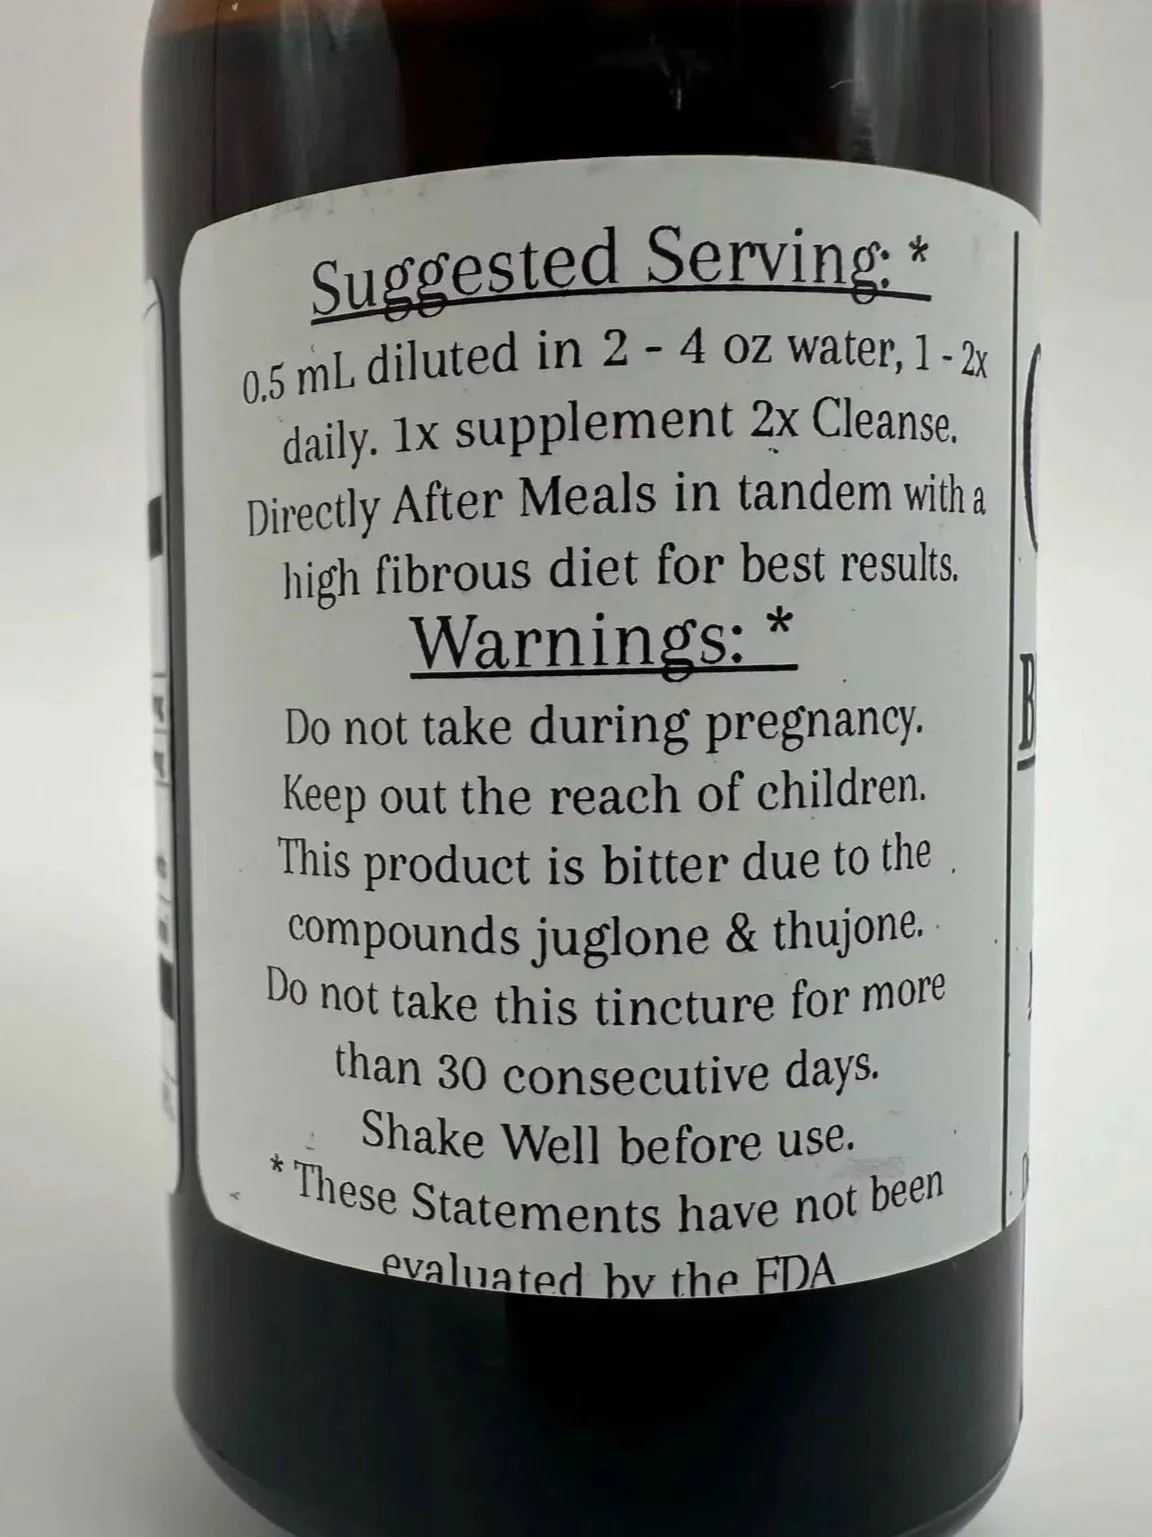 Suggested Serving: *
0.5 mL diluted in 2 - 4 oz water, 1 - 2x
daily. 1x supplement 2x Cleanse.
Directly After Meals in tandem with a
high fibrous diet for best results.
Warnings: *
Do not take during pregnancy.
Keep out the reach of children.
This product is bitter due to the
compounds juglone & thujone.
Do not take this tincture for more
than 30 consecutive days.
Shake Well before use.
* These Statements have not been
evaluated by the FDA